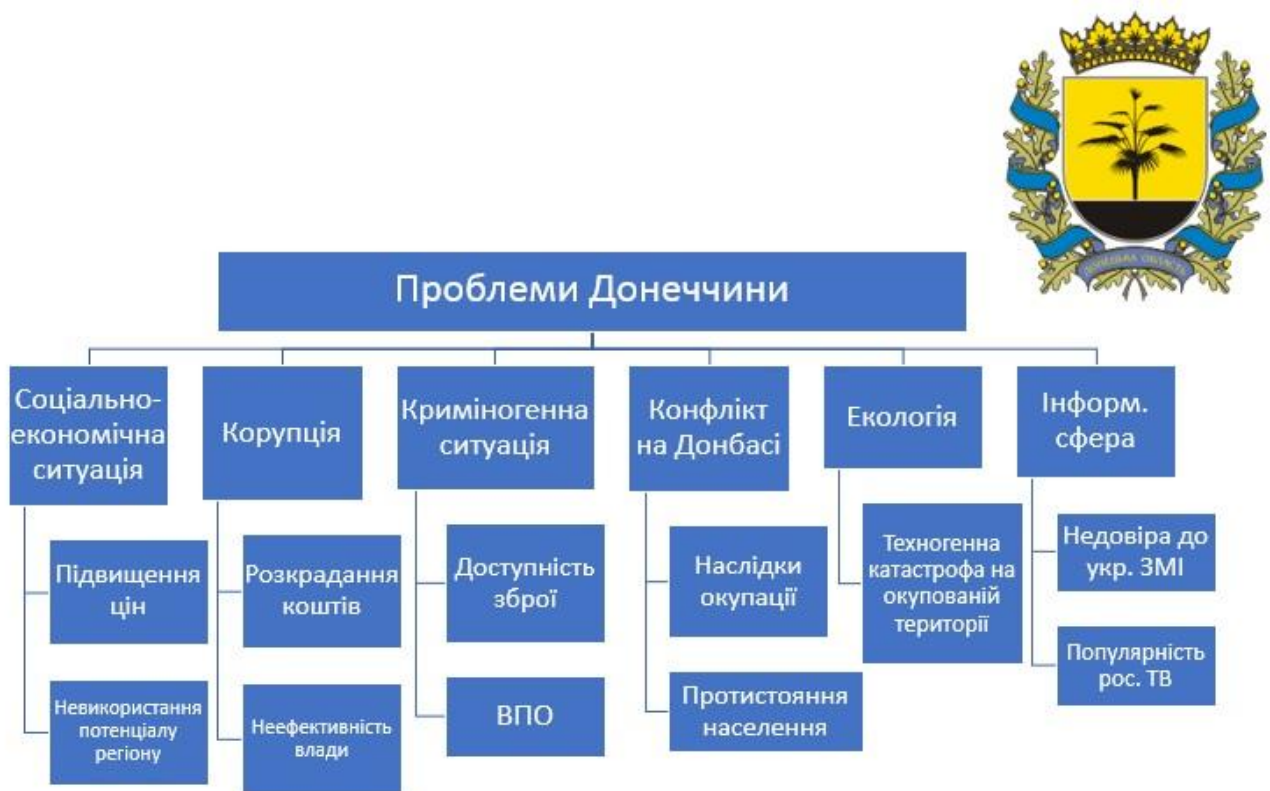 ДОНЕЦЬКА ОБЛАСТЬ
Проблеми Донеччини
Соціально-
економічна
ситуація
Підвищення
цін
Невикористання
потенціалу
регіону
Корупція
Розкрадання
коштів
Неефективність
влади
Криміногенна
ситуація
Доступність
зброї
ВПО
Конфлікт
на Донбасі
Наслідки
окупації
Протистояння
населення
Екологія
Техногенна
катастрофа на
окупованій
території
Інформ.
сфера
Недовіра до
укр. ЗМІ
Популярність
рос. ТВ